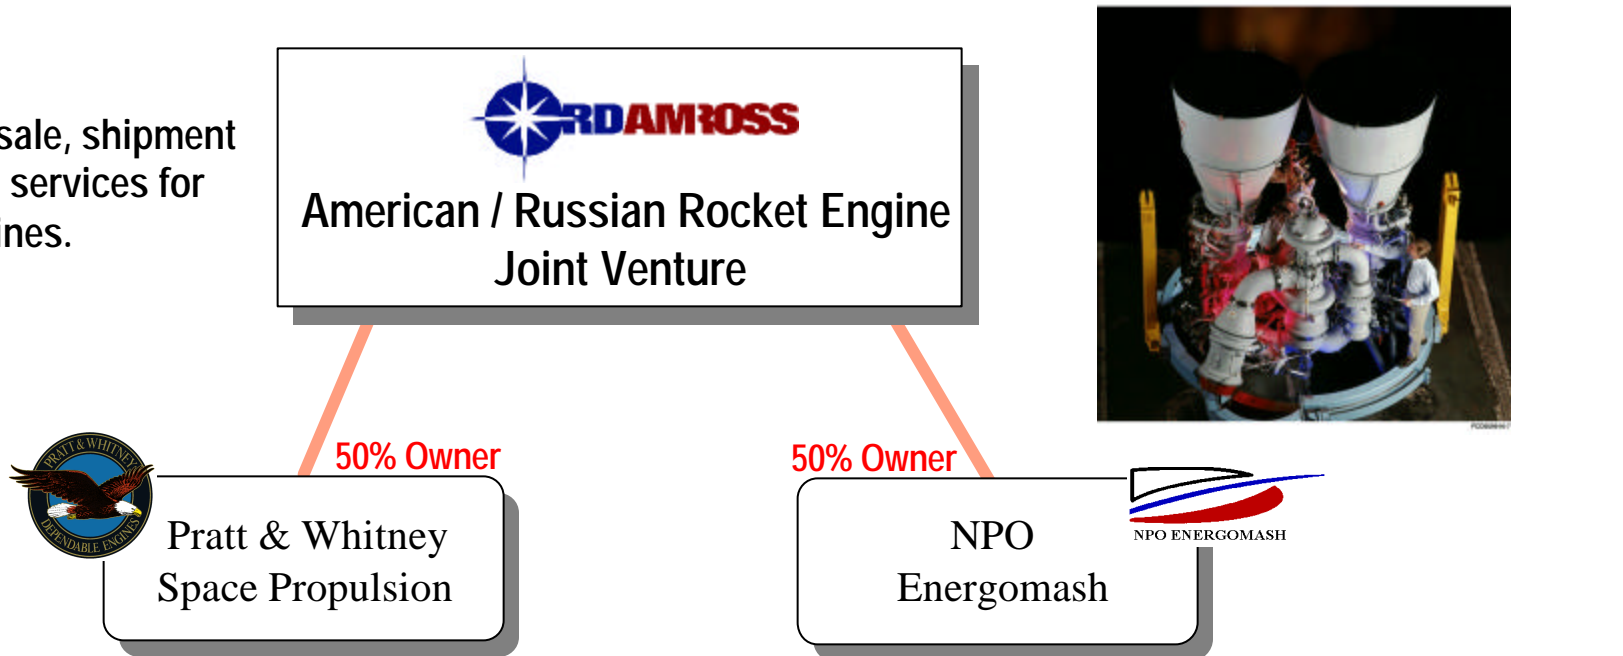 sale, shipment
services for
ines.
RDAMROSS
American / Russian Rocket Engine
Joint Venture
50% Owner
50% Owner
PRATT & WHITNEY
DEPENDABLE ENGINES
Pratt & Whitney
Space Propulsion
NPO
Energomash
NPO ENERGOMASH